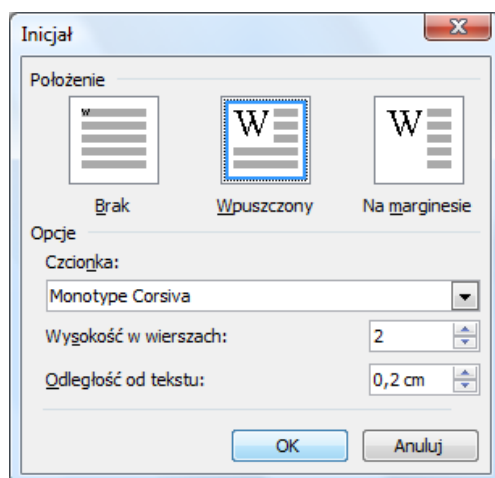 Inicjał
Położenie
w W W
Brak Wpuszczony Na marginesie
Opcje
Czcionka:
Monotype Corsiva
Wysokość w wierszach: 2
Odległość od tekstu: 0,2 cm
OK Anuluj